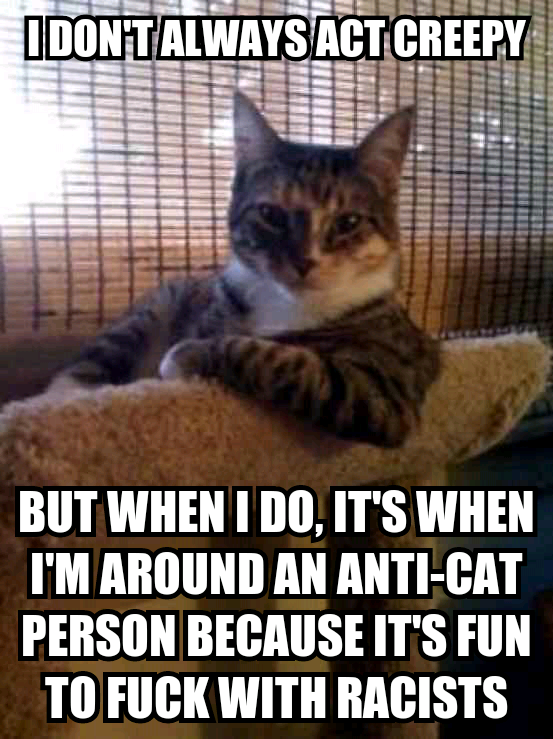 I DON'T ALWAYS ACT CREEPY
BUT WHEN I DO, IT'S WHEN
I'M AROUND AN ANTI-CAT
PERSON BECAUSE IT'S FUN
TO FUCK WITH RACISTS